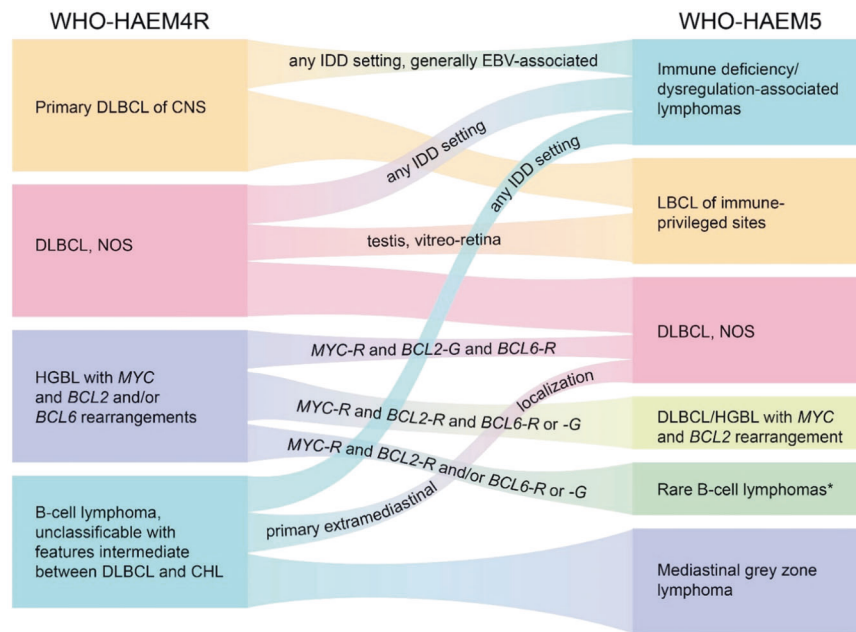 WHO-HAEM4R
WHO-HAEM5
Primary DLBCL of CNS
DLBCL, NOS
HGBL with MYC
and BCL2 and/or
BCL6 rearrangements
B-cell lymphoma,
unclassifiable with
features intermediate
between DLBCL and CHL
any IDD setting, generally EBV-associated
any IDD setting
any IDD setting
testis, vitreo-retina
MYC-R and BCL2-G and BCL6-R
MYC-R and BCL2-R and BCL6-R or -G
MYC-R and BCL2-R and/or BCL6-R or -G
primary extramediastinal
localization
Immune deficiency/
dysregulation-associated
lymphomas
LBCL of immune-
privileged sites
DLBCL, NOS
DLBCL/HGBL with MYC
and BCL2 rearrangement
Rare B-cell lymphomas*
Mediastinal grey zone
lymphoma